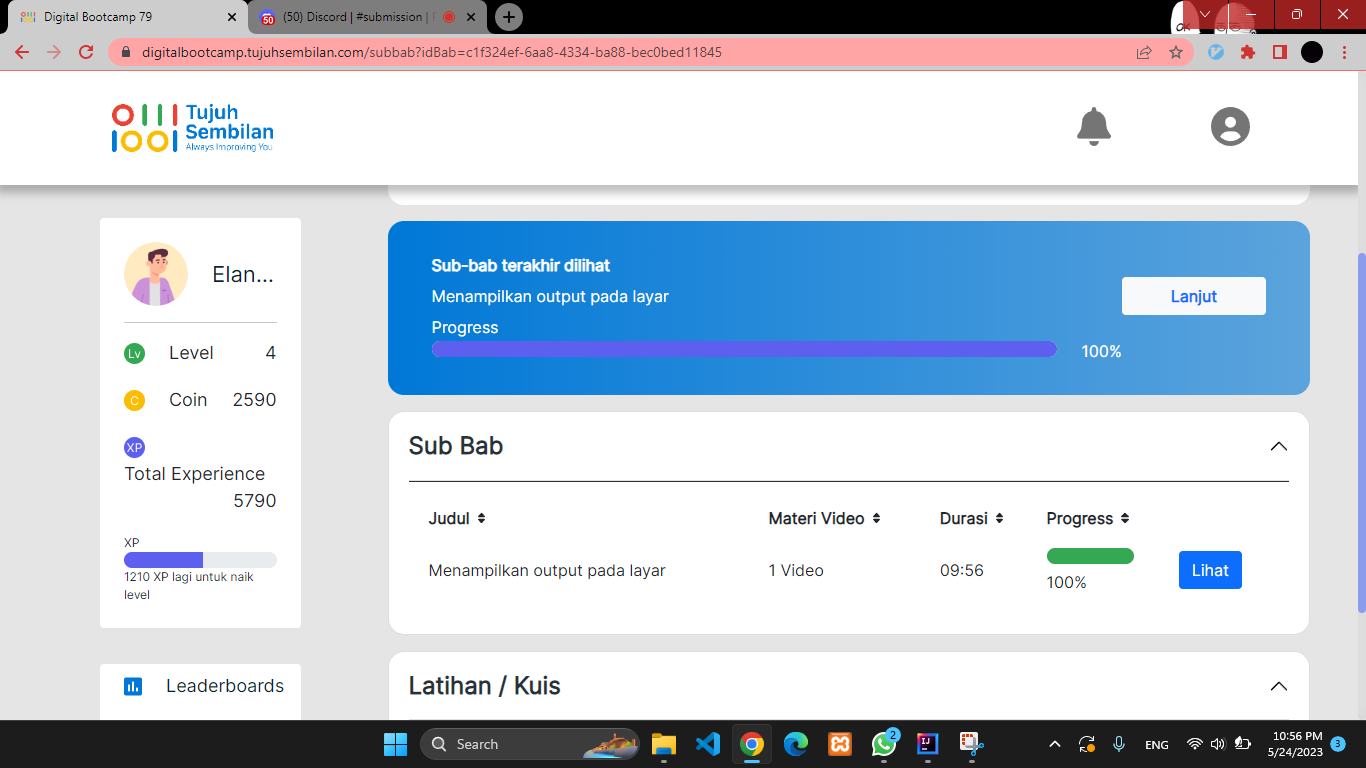 Digital Bootcamp 79
(50) Discord | #submission |
digitalbootcamp.tujuhsembilan.com/subbab?idBab=c1f324ef-6aa8-4334-ba88-bec0bed11845
Tujuh
Sembilan
Always Improving You
Elan...
Lv Level 4
C Coin 2590
XP
Total Experience
5790
XP
1210 XP lagi untuk naik
level
Leaderboards
Sub-bab terakhir dilihat
Menampilkan output pada layar
Lanjut
Progress
100%
Sub Bab
Judul Materi Video Durasi Progress
Menampilkan output pada layar 1 Video 09:56 100% Lihat
Latihan / Kuis
Search
2
ENG
10:56 PM
5/24/2023
3